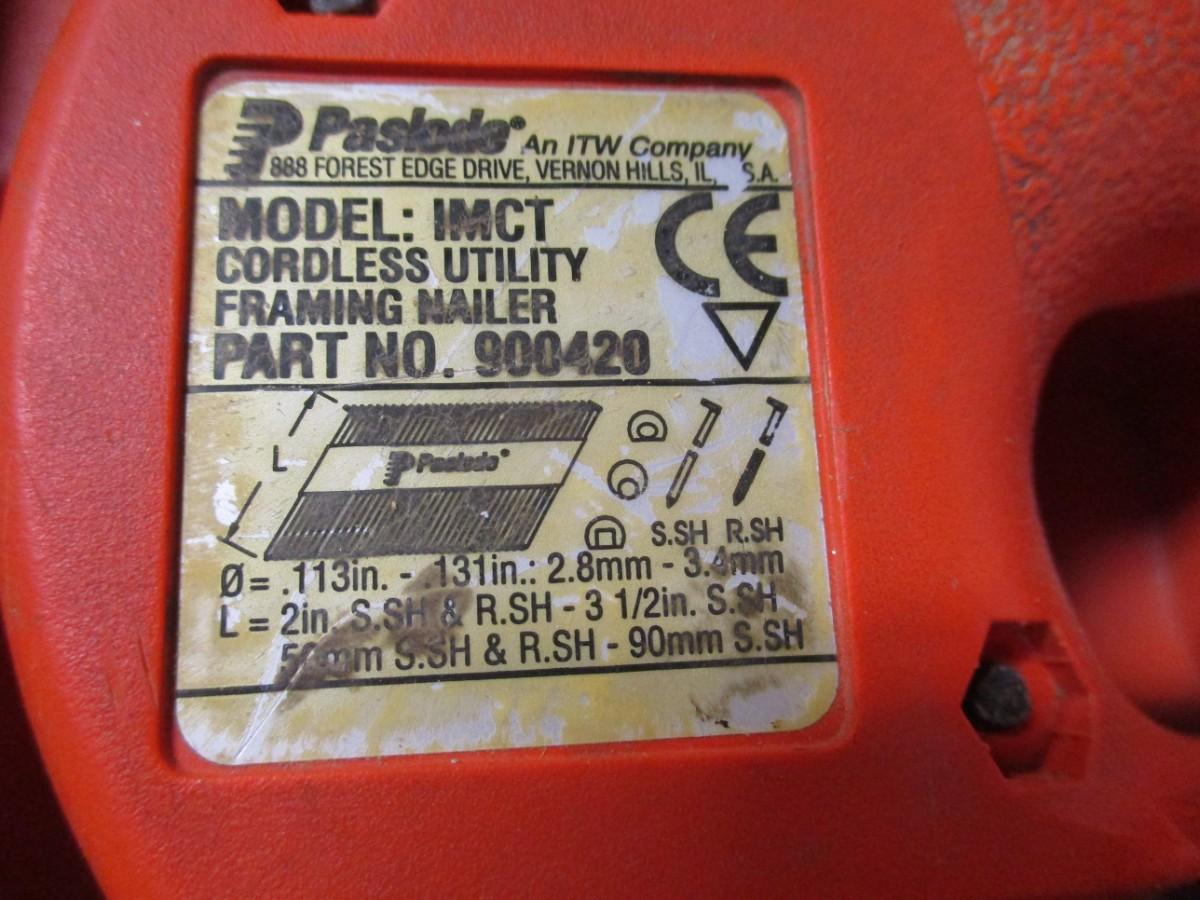 Paslode® An ITW Company
888 FOREST EDGE DRIVE, VERNON HILLS, IL, S.A.
MODEL: IMCT
CORDLESS UTILITY
FRAMING NAILER
PART NO. 900420
CE
L
Paslode®
S.SH R.SH
Ø = .113in. - 131in.: 2.8mm - 3.4mm
L = 2in. S.SH & R.SH - 3 1/2in. S.SH
50mm S.SH & R.SH - 90mm S.SH